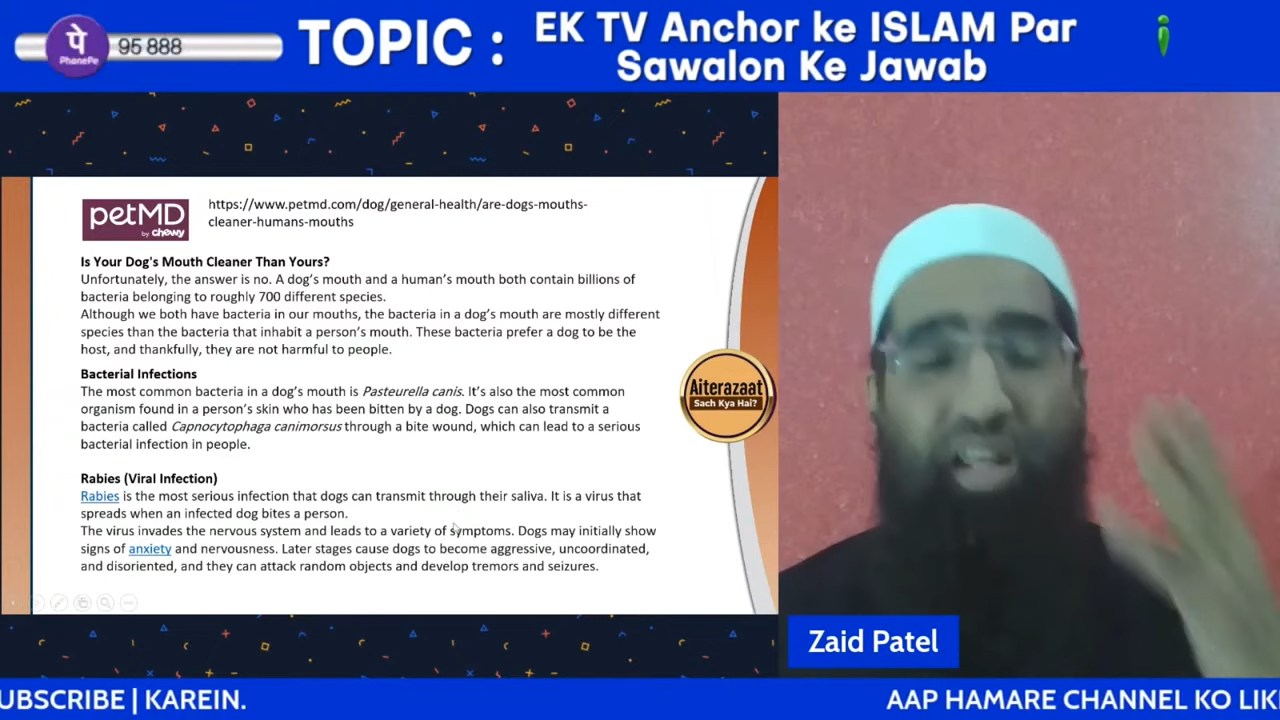 पे
PhonePe
95 888
TOPIC :
EK TV Anchor ke ISLAM Par
Sawalon Ke Jawab
petMD
by chewy
https://www.petmd.com/dog/general-health/are-dogs-mouths-
cleaner-humans-mouths
Is Your Dog's Mouth Cleaner Than Yours?
Unfortunately, the answer is no. A dog's mouth and a human's mouth both contain billions of
bacteria belonging to roughly 700 different species.
Although we both have bacteria in our mouths, the bacteria in a dog's mouth are mostly different
species than the bacteria that inhabit a person's mouth. These bacteria prefer a dog to be the
host, and thankfully, they are not harmful to people.
Bacterial Infections
The most common bacteria in a dog's mouth is Pasteurella canis. It's also the most common
organism found in a person's skin who has been bitten by a dog. Dogs can also transmit a
bacteria called Capnocytophaga canimorsus through a bite wound, which can lead to a serious
bacterial infection in people.
Rabies (Viral Infection)
Rabies is the most serious infection that dogs can transmit through their saliva. It is a virus that
spreads when an infected dog bites a person.
The virus invades the nervous system and leads to a variety of symptoms. Dogs may initially show
signs of anxiety and nervousness. Later stages cause dogs to become aggressive, uncoordinated,
and disoriented, and they can attack random objects and develop tremors and seizures.
Aiterazaat
Sach Kya Hai?
Zaid Patel
UBSCRIBE | KAREIN.
AAP HAMARE CHANNEL KO LIK